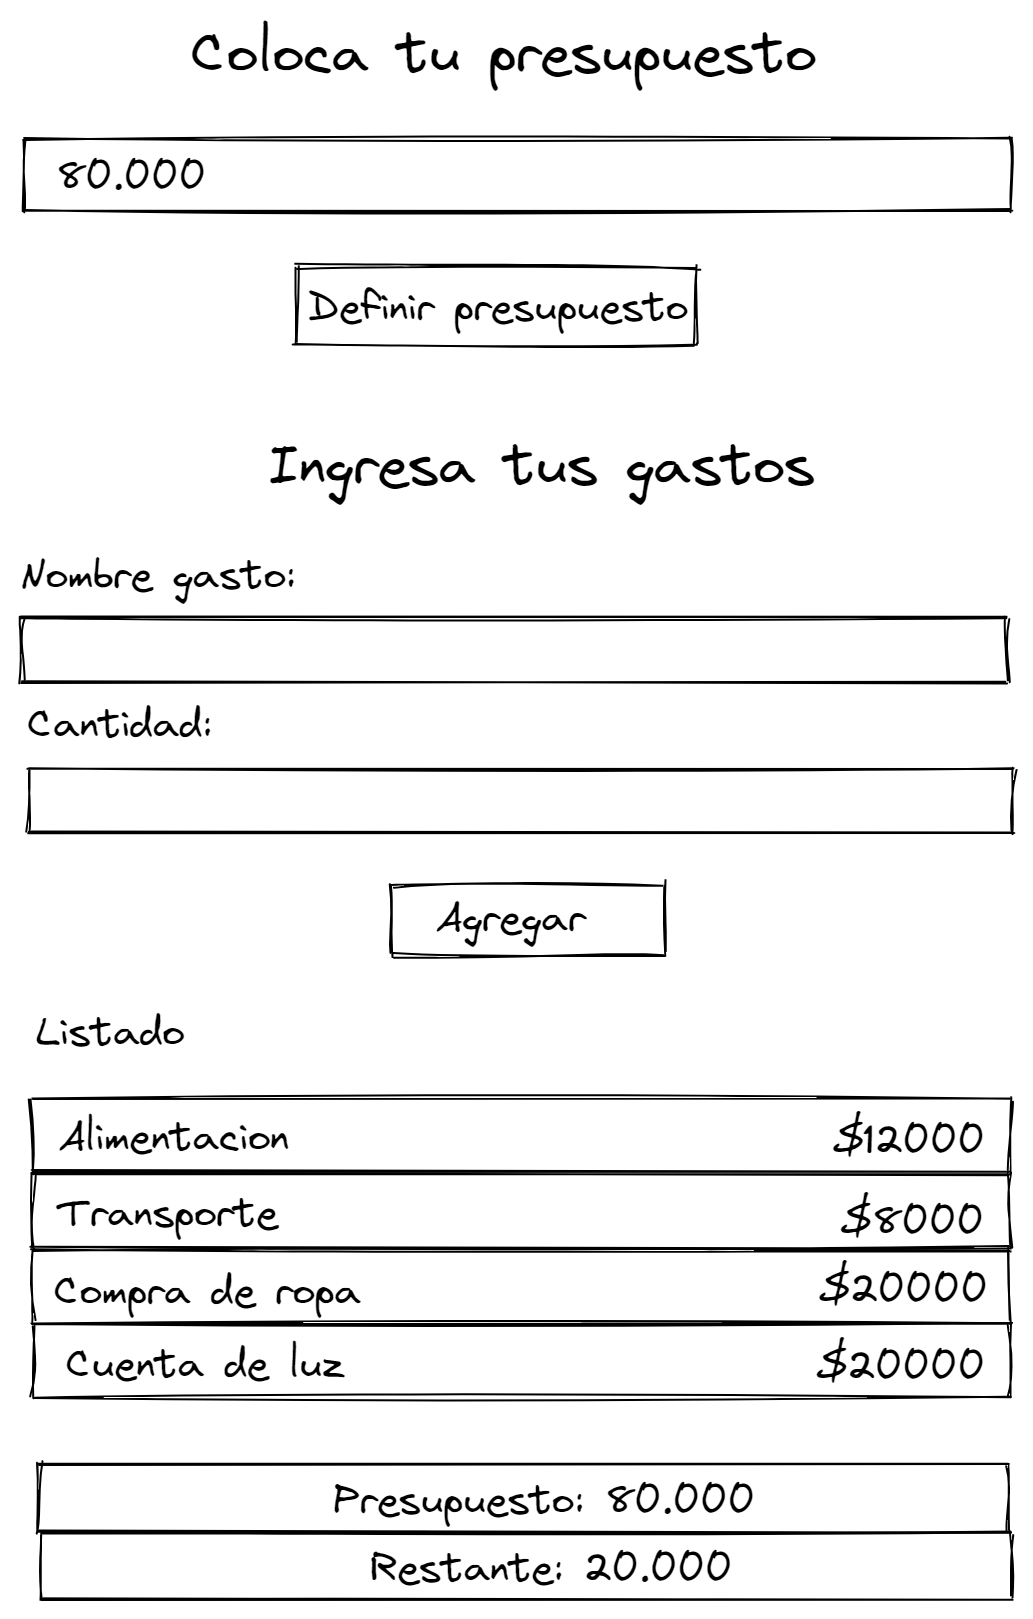 Coloca tu presupuesto
80.000
Definir presupuesto
Ingresa tus gastos
Nombre gasto:
Cantidad:
Agregar
Listado
Alimentacion $12000
Transporte $8000
Compra de ropa $20000
Cuenta de luz $20000
Presupuesto: 80.000
Restante: 20.000